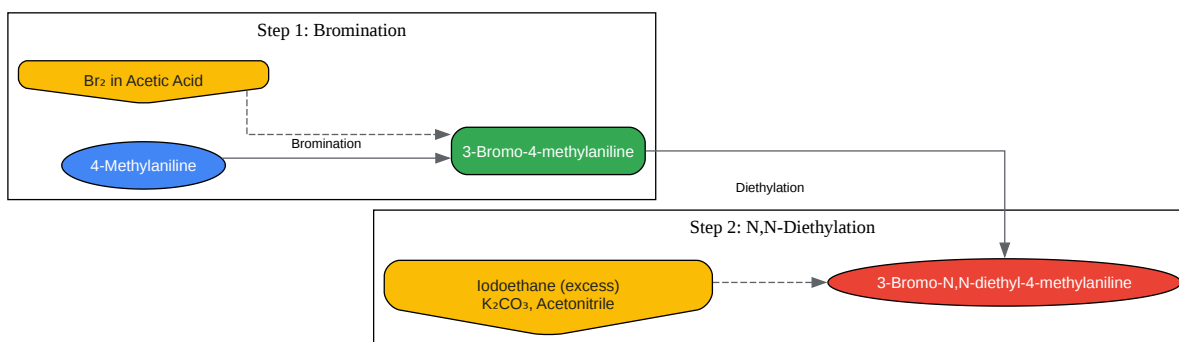 Step 1: Bromination
Br₂ in Acetic Acid
Bromination
4-Methylaniline
3-Bromo-4-methylaniline
Diethylation
Step 2: N,N-Diethylation
Iodoethane (excess)
K₂CO₃, Acetonitrile
3-Bromo-N,N-diethyl-4-methylaniline